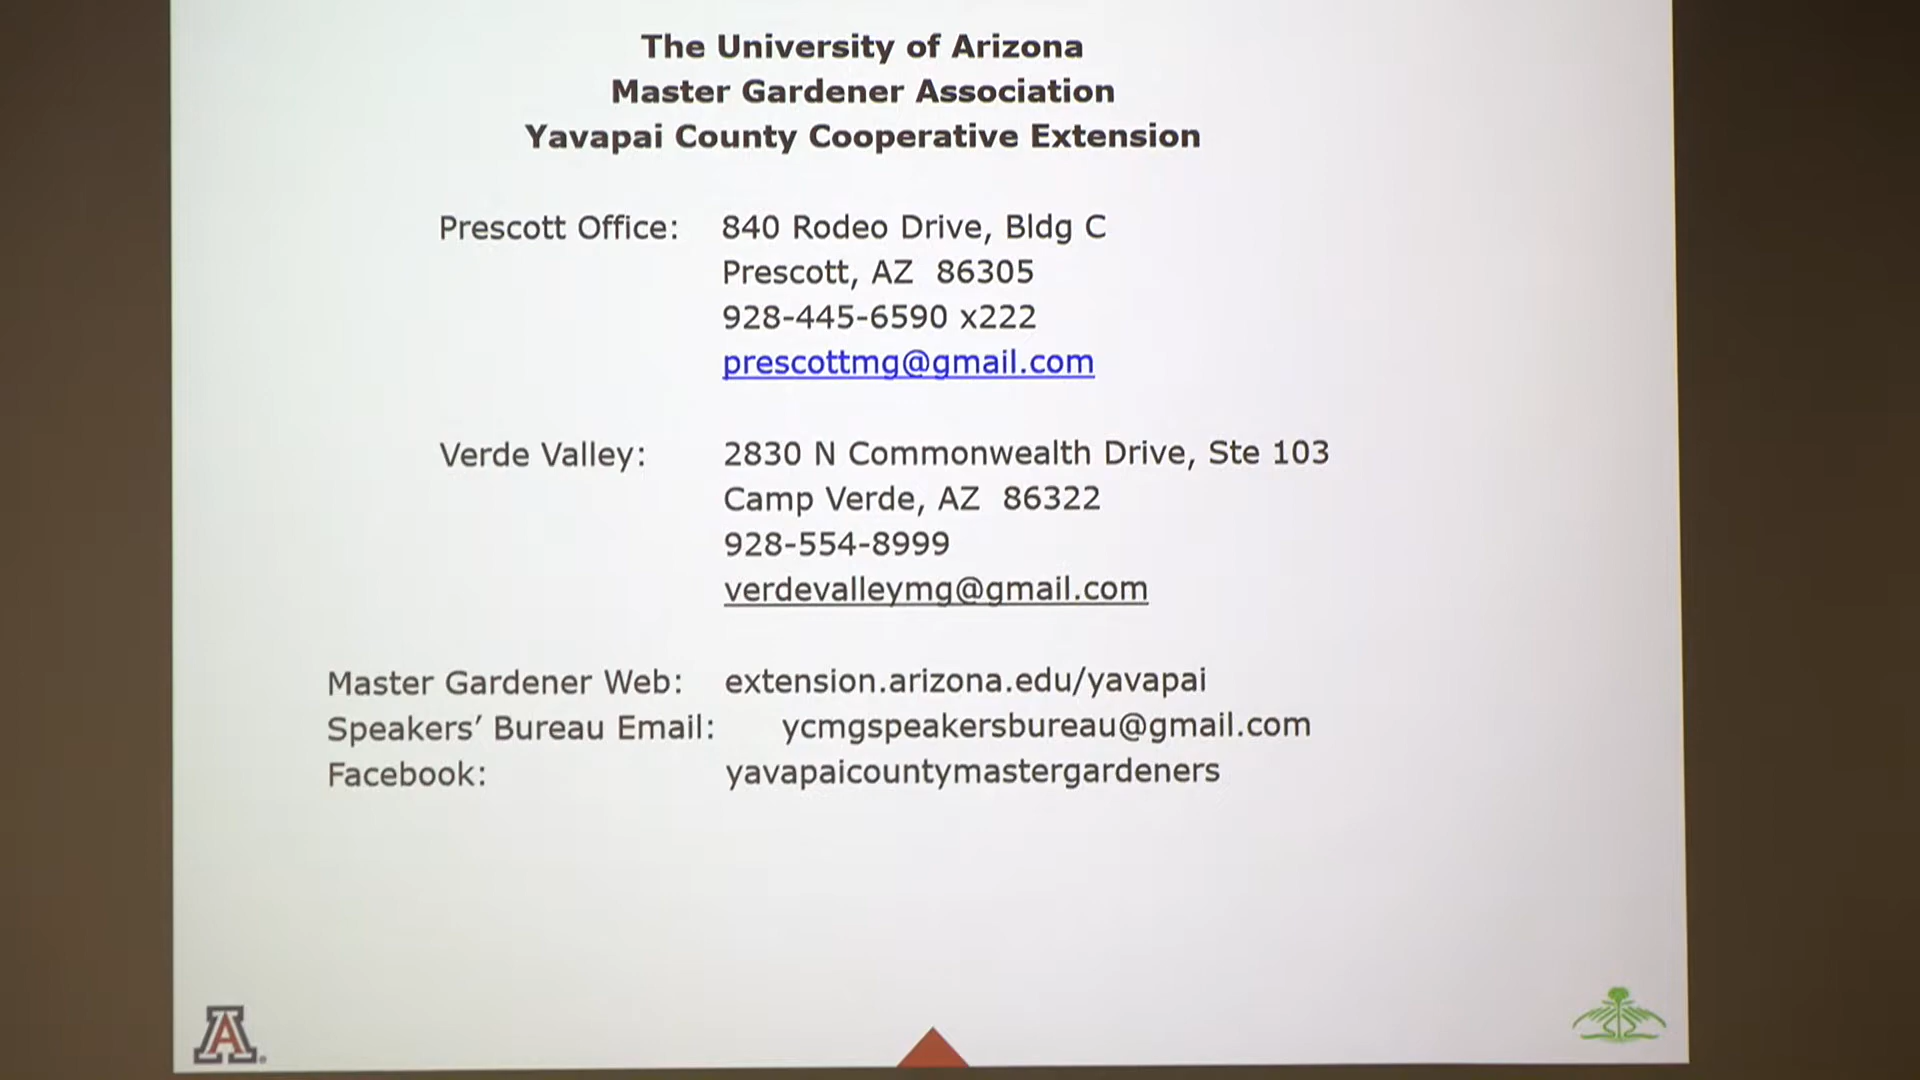 The University of Arizona
Master Gardener Association
Yavapai County Cooperative Extension
Prescott Office: 840 Rodeo Drive, Bldg C
Prescott, AZ 86305
928-445-6590 x222
prescottmg@gmail.com
Verde Valley: 2830 N Commonwealth Drive, Ste 103
Camp Verde, AZ 86322
928-554-8999
verdevalleymg@gmail.com
Master Gardener Web: extension.arizona.edu/yavapai
Speakers’ Bureau Email: ycmgspeakersbureau@gmail.com
Facebook: yavapaicountymastergardeners
A